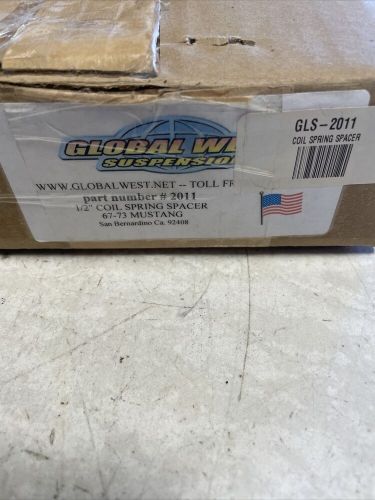 GLOBAL WE
SUSPENSIO
GLS-2011
COIL SPRING SPACER
WWW.GLOBALWEST.NET -- TOLL FR
part number # 2011
1/2" COIL SPRING SPACER
67-73 MUSTANG
San Bernardino Ca. 92408